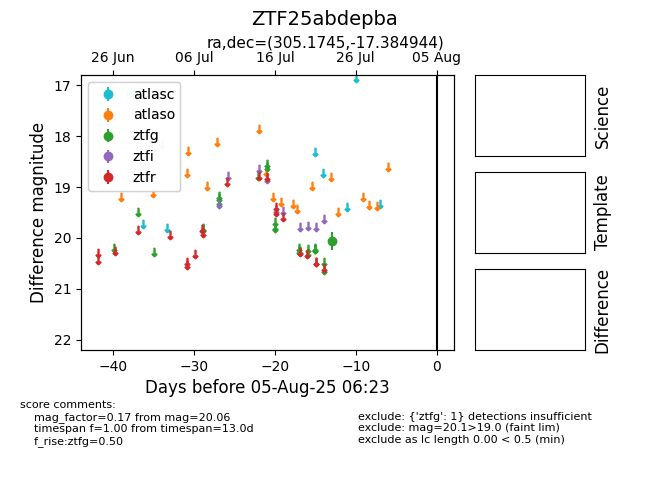 ZTF25abdepba
ra,dec=(305.1745,-17.384944)
26 Jun 06 Jul 16 Jul 26 Jul 05 Aug
17
18
19
20
21
22
Difference magnitude
atlasc
atlaso
ztfg
ztfi
ztfr
−40 −30 −20 −10 0
Days before 05-Aug-25 06:23
Science
Template
Difference
score comments:
mag_factor=0.17 from mag=20.06
timespan f=1.00 from timespan=13.0d
f_rise:ztfg=0.50
exclude: {'ztfg': 1} detections insufficient
exclude: mag=20.1>19.0 (faint lim)
exclude as lc length 0.00 < 0.5 (min)